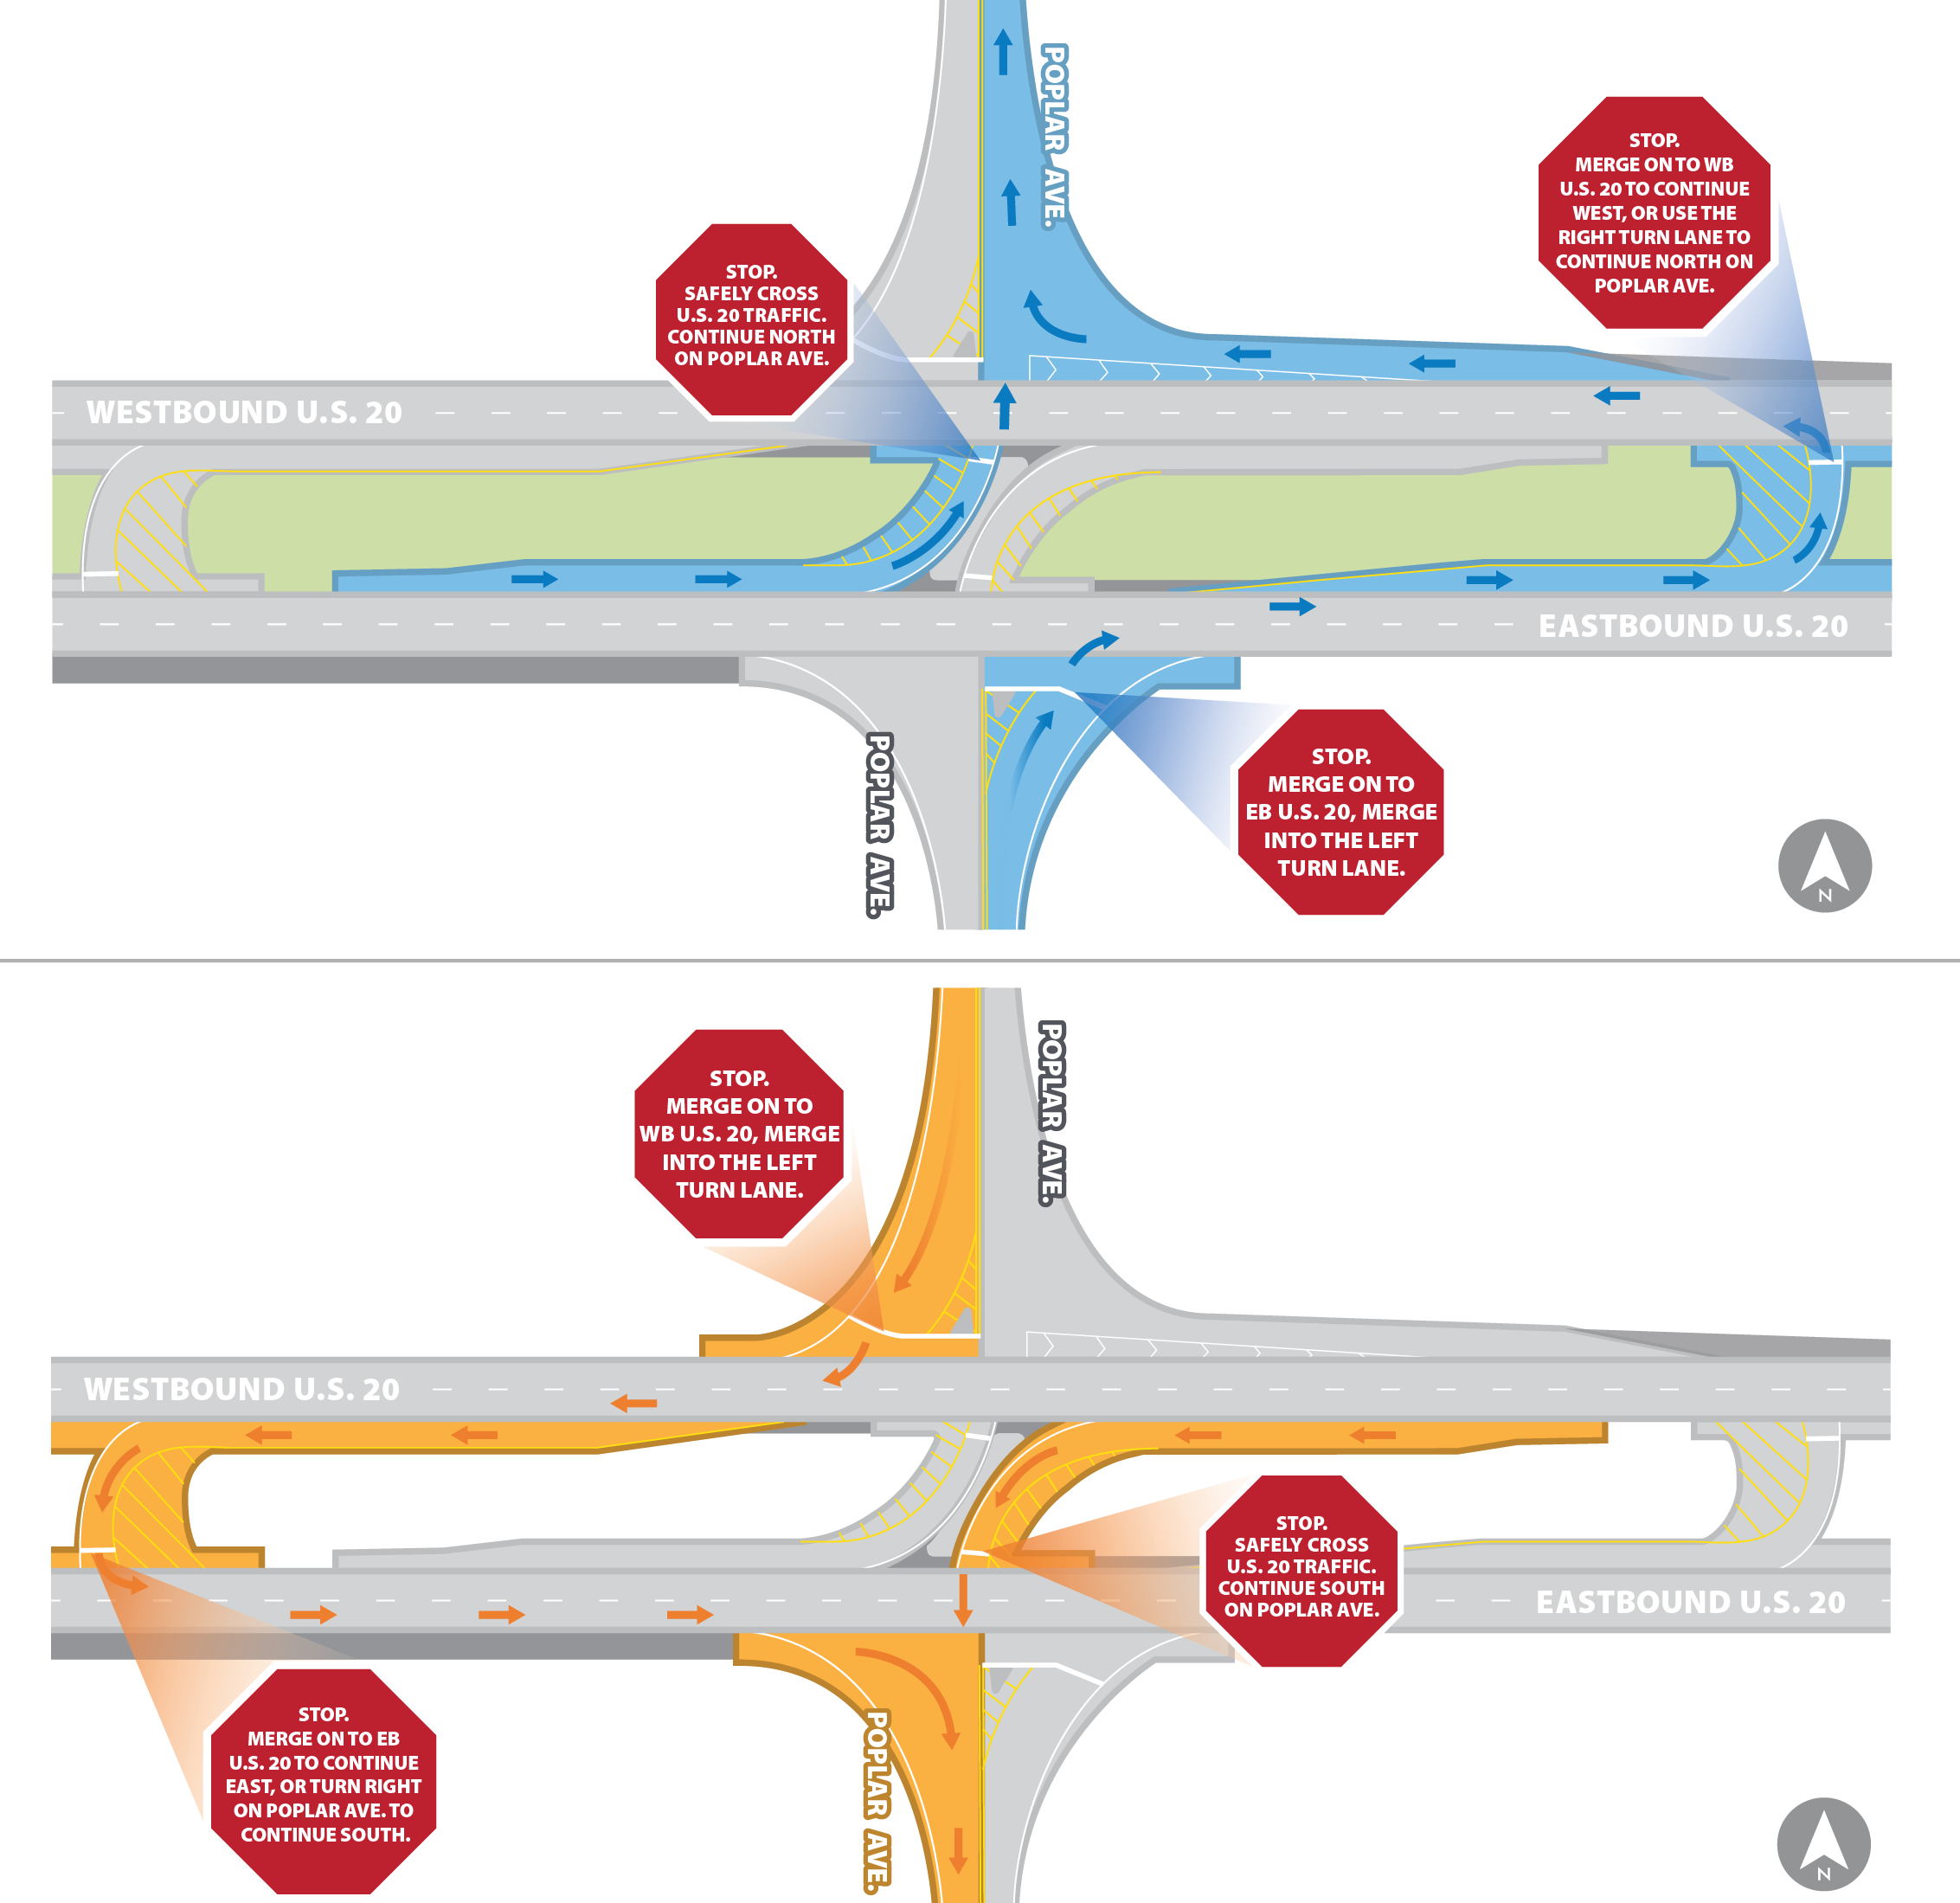 POPLAR AVE.
STOP.
MERGE ON TO WB
U.S. 20 TO CONTINUE
WEST, OR USE THE
RIGHT TURN LANE TO
CONTINUE NORTH ON
POPLAR AVE.
STOP.
SAFELY CROSS
U.S. 20 TRAFFIC.
CONTINUE NORTH
ON POPLAR AVE.
WESTBOUND U.S. 20
EASTBOUND U.S. 20
POPLAR AVE.
STOP.
MERGE ON TO
EB U.S. 20, MERGE
INTO THE LEFT
TURN LANE.
N
POPLAR AVE.
STOP.
MERGE ON TO
WB U.S. 20, MERGE
INTO THE LEFT
TURN LANE.
WESTBOUND U.S. 20
STOP.
SAFELY CROSS
U.S. 20 TRAFFIC.
CONTINUE SOUTH
ON POPLAR AVE.
EASTBOUND U.S. 20
STOP.
MERGE ON TO EB
U.S. 20 TO CONTINUE
EAST, OR TURN RIGHT
ON POPLAR AVE. TO
CONTINUE SOUTH.
POPLAR AVE.
N